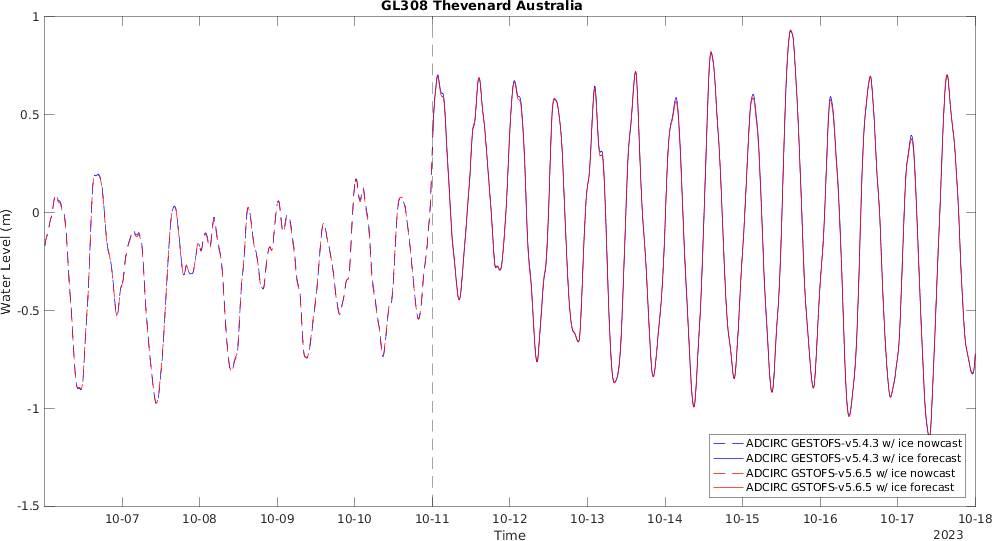 GL308 Thevenard Australia
1
0.5
0
-0.5
-1
-1.5
Water Level (m)
ADCIRC GESTOFS-v5.4.3 w/ ice nowcast
ADCIRC GESTOFS-v5.4.3 w/ ice forecast
ADCIRC GSTOFS-v5.6.5 w/ ice nowcast
ADCIRC GSTOFS-v5.6.5 w/ ice forecast
10-07 10-08 10-09 10-10 10-11 10-12 10-13 10-14 10-15 10-16 10-17 10-18
Time
2023